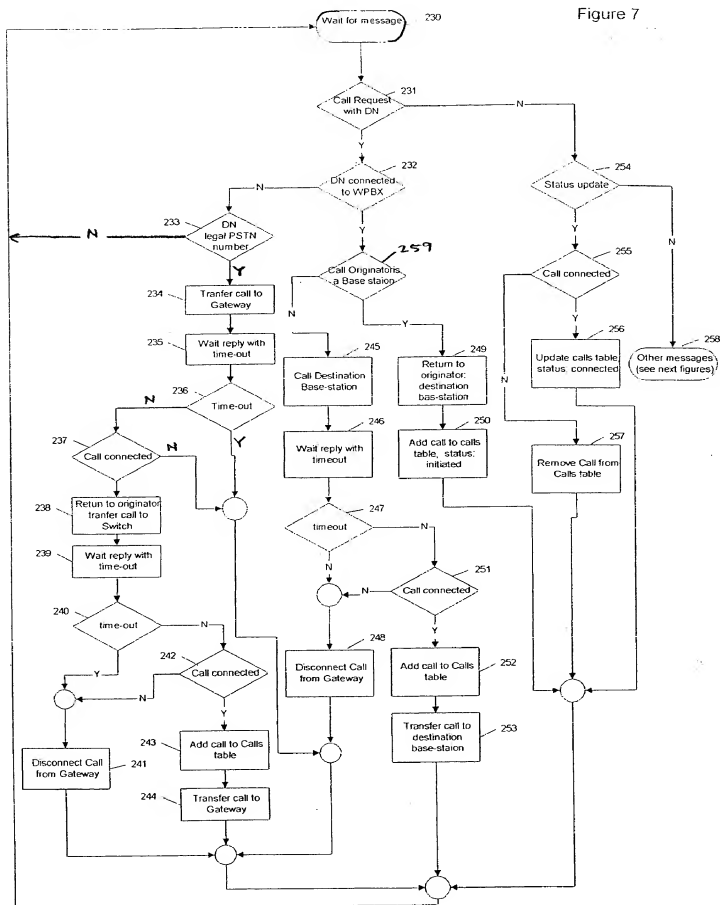 Figure 7
Wait for message
230
231
Call Request
with DN
N
Y
232
DN connected
to WPBX
N
Y
254
Status update
Y
N
233
DN
legal PSTN
number
N
Y
259
Call Originatoris
a Base staion
N
Y
255
Call connected
N
Y
234
Tranfer call to
Gateway
235
Wait reply with
time-out
236
Time-out
N
Y
245
Call Destination
Base-station
246
Wait reply with
timeout
249
Return to
originator:
destination
bas-station
250
Add call to calls
table, status;
initiated
256
Update calls table,
status; connected
258
Other messages
(see next figures)
257
Remove Call from
Calls table
237
Call connected
N
238
Return to originator
tranfer call to
Switch
239
Wait reply with
time-out
247
timeout
N
N
251
Call connected
N
Y
240
time-out
N
Y
242
Call connected
N
Y
248
Disconnect Call
from Gateway
252
Add call to Calls
table
253
Transfer call to
destination
base-staion
241
Disconnect Call
from Gateway
243
Add call to Calls
table
244
Transfer call to
Gateway